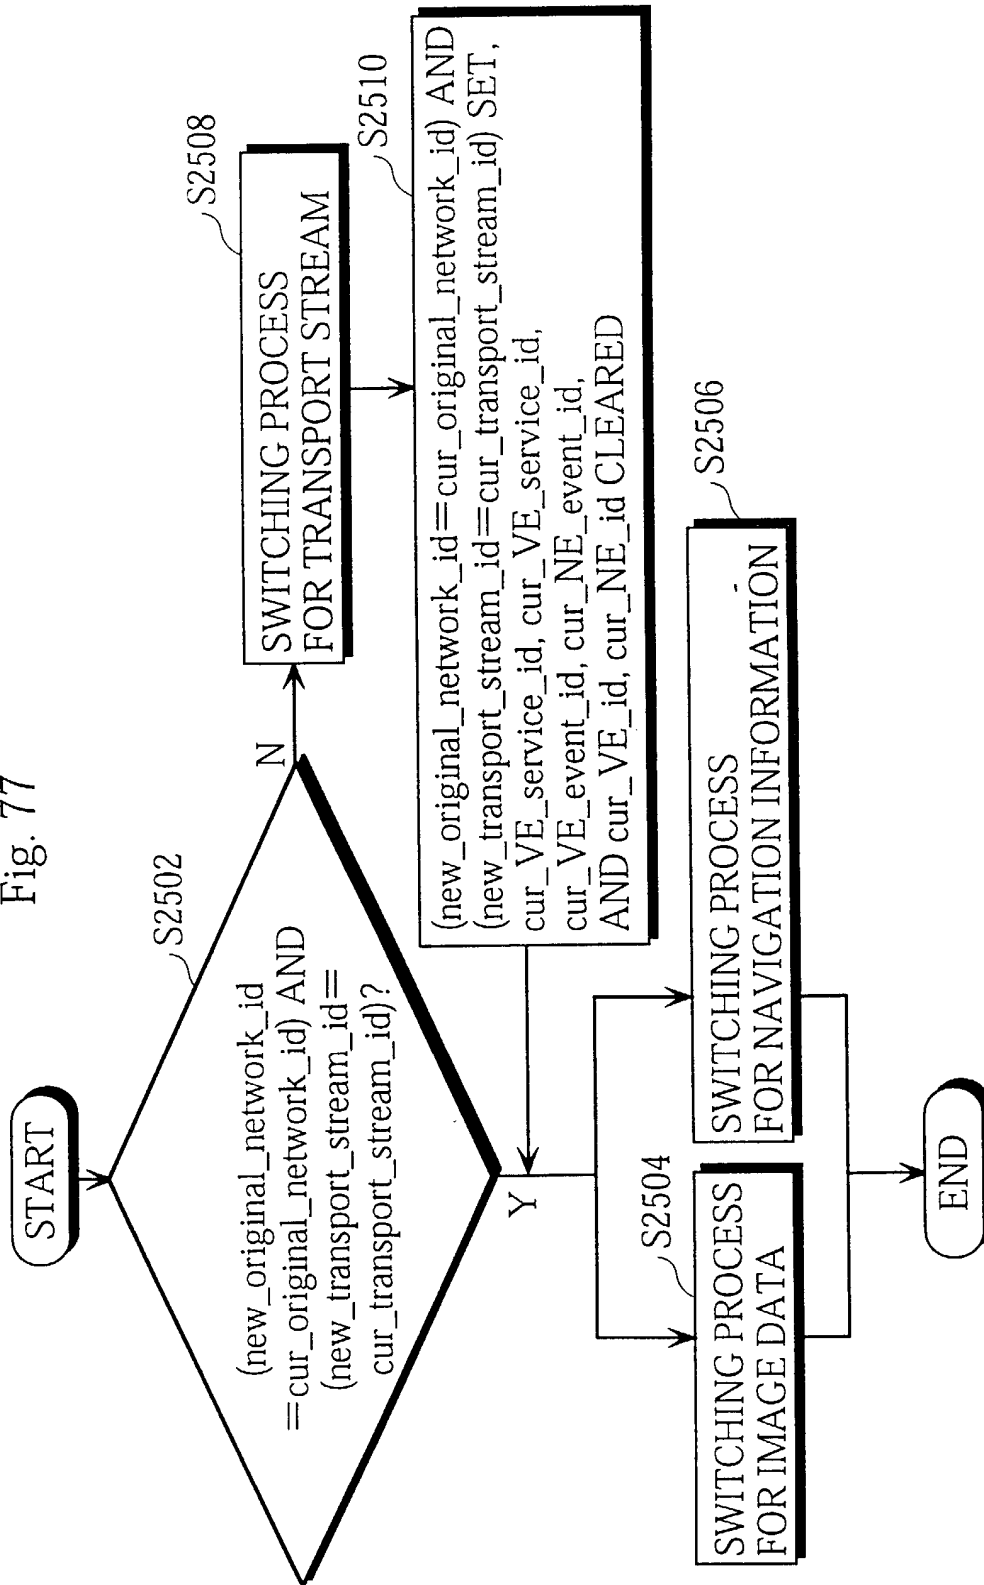 Fig. 77
START
S2502
(new_original_network_id
=cur_original_network_id) AND
(new_transport_stream_id=
cur_transport_stream_id)?
N
Y
S2508
SWITCHING PROCESS
FOR TRANSPORT STREAM
S2510
(new_original_network_id=cur_original_network_id) AND
(new_transport_stream_id=cur_transport_stream_id) SET,
cur_VE_service_id, cur_VE_service_id,
cur_VE_event_id, cur_NE_event_id,
AND cur_VE_id, cur_NE_id CLEARED
S2504
SWITCHING PROCESS
FOR IMAGE DATA
S2506
SWITCHING PROCESS
FOR NAVIGATION INFORMATION
END